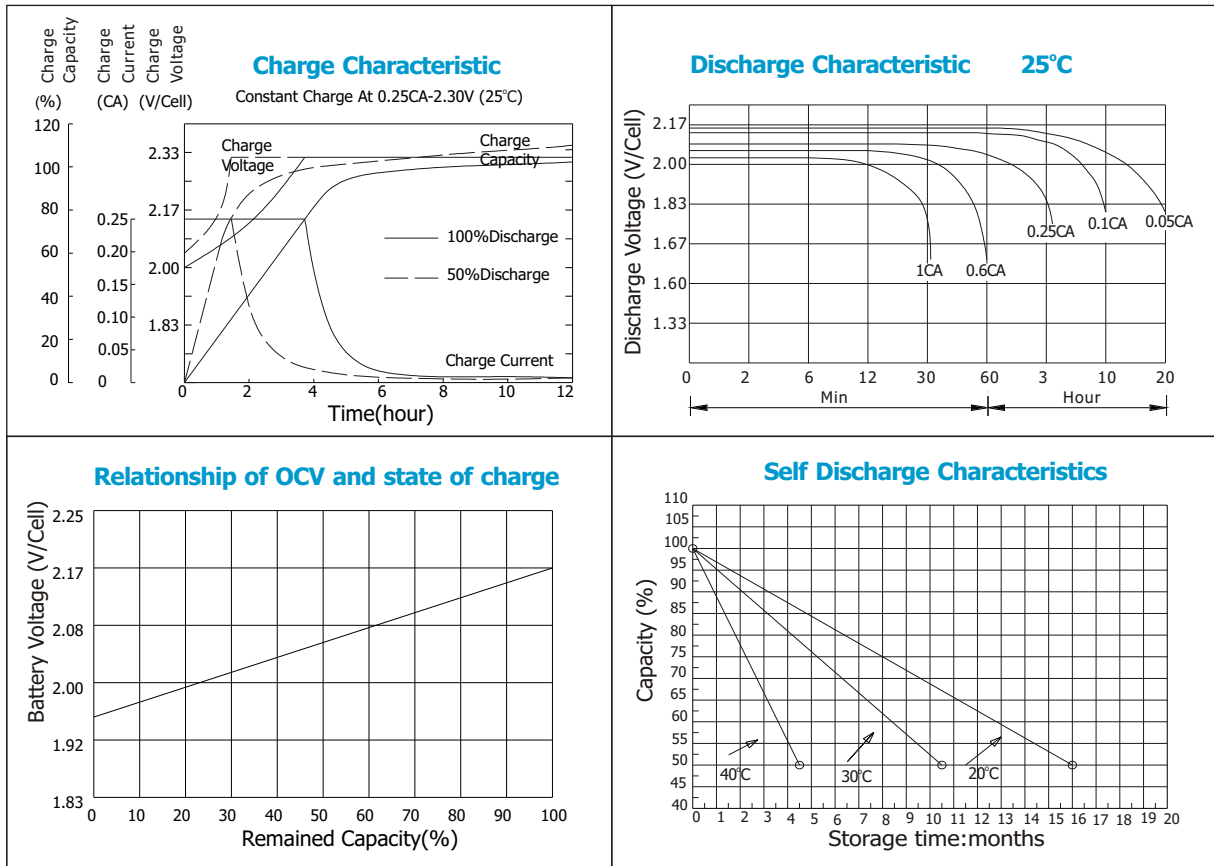 Charge Capacity
Charge Current
Charge Voltage
(%) (CA) (V/Cell)
Charge Characteristic
Constant Charge At 0.25CA-2.30V (25°C)
120
100
80
60
40
20
0
0.25
0.20
0.15
0.10
0.05
0
2.33
2.17
2.00
1.83
Charge Voltage
Charge Capacity
100%Discharge
50%Discharge
Charge Current
0 2 4 6 8 10 12
Time(hour)
Discharge Characteristic 25°C
Discharge Voltage (V/Cell)
2.17
2.00
1.83
1.67
1.60
1.33
1CA 0.6CA 0.25CA 0.1CA 0.05CA
0 2 6 12 30 60 3 10 20
Min Hour
Relationship of OCV and state of charge
Battery Voltage (V/Cell)
2.25
2.17
2.08
2.00
1.92
1.83
0 10 20 30 40 50 60 70 80 90 100
Remained Capacity(%)
Self Discharge Characteristics
Capacity (%)
110
105
100
95
90
85
80
75
70
65
60
55
50
45
40
40°C 30°C 20°C
0 1 2 3 4 5 6 7 8 9 10 11 12 13 14 15 16 17 18 19 20
Storage time:months